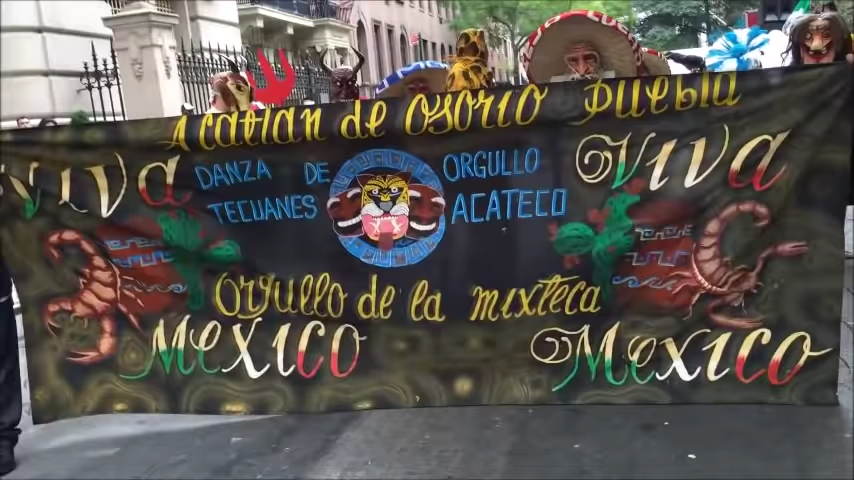 Acatlan de Osorio Puebla
Viva
DANZA DE
TECUANES
ORGULLO
ACATECO
Viva
Orgullo de la mixteca
MexICO
Mexico